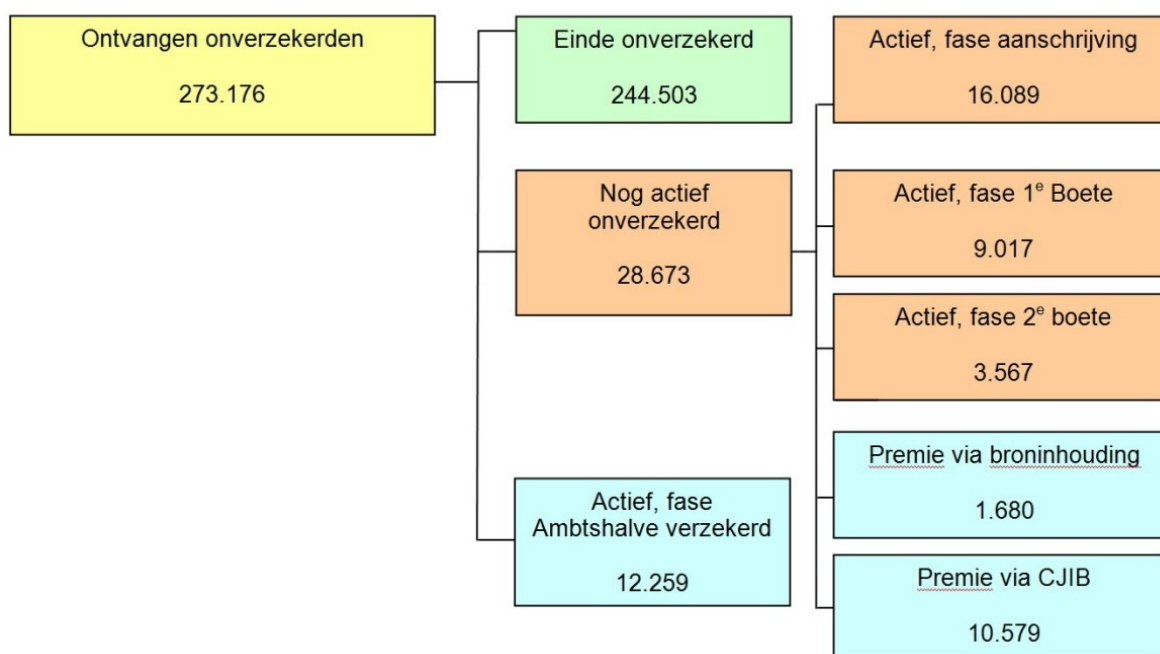 Ontvangen onverzekerden
273.176
Einde onverzekerd
244.503
Nog actief
onverzekerd
28.673
Actief, fase
Ambtshalve verzekerd
12.259
Actief, fase aanschrijving
16.089
Actief, fase 1e Boete
9.017
Actief, fase 2e boete
3.567
Premie via broninhouding
1.680
Premie via CJIB
10.579